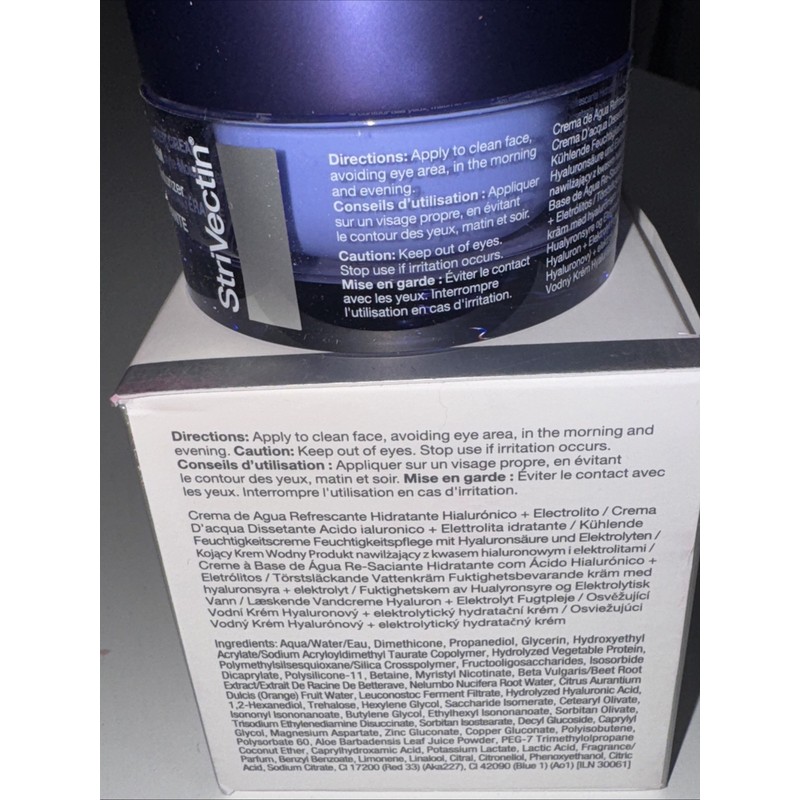 StriVectin®
Directions: Apply to clean face,
avoiding eye area, in the morning
and evening.
Conseils d'utilisation : Appliquer
sur un visage propre, en évitant
le contour des yeux, matin et soir.
Caution: Keep out of eyes.
Stop use if irritation occurs.
Mise en garde : Éviter le contact
avec les yeux. Interrompre
l'utilisation en cas d'irritation.
Crema de Agua
Crema D'acqua
Kühlende
Hyaluronsäure und
nawilżający z kwasem
Base de Água Re-
+ Eletrólitos /
kräm med
Hualyronsyre og
Hyaluron +
Hyaluronový +
Vodný Krém
Directions: Apply to clean face, avoiding eye area, in the morning and
evening. Caution: Keep out of eyes. Stop use if irritation occurs.
Conseils d'utilisation : Appliquer sur un visage propre, en évitant
le contour des yeux, matin et soir. Mise en garde : Éviter le contact avec
les yeux. Interrompre l'utilisation en cas d'irritation.
Crema de Agua Refrescante Hidratante Hialurónico + Electrolito / Crema
D'acqua Dissetante Acido ialuronico + Elettrolita idratante / Kühlende
Feuchtigkeitscreme Feuchtigkeitspflege mit Hyaluronsäure und Elektrolyten /
Kojący Krem Wodny Produkt nawilżający z kwasem hialuronowym i elektrolitami /
Creme à Base de Água Re-Saciante Hidratante com Ácido Hialurónico +
Eletrólitos / Törstsläckande Vattenkräm Fuktighetsbevarande kräm med
hyaluronsyra + elektrolyt / Fuktighetskem av Hualyronsyre og Elektrolytisk
Vann / Læskende Vandcreme Hyaluron + Elektrolyt Fugtpleje / Osvěžující
Vodní Krém Hyaluronový + elektrolytický hydratační krém / Osviežujúci
Vodný Krém Hyalurónový + elektrolytický hydratačný krém
Ingredients: Aqua/Water/Eau, Dimethicone, Propanediol, Glycerin, Hydroxyethyl
Acrylate/Sodium Acryloyldimethyl Taurate Copolymer, Hydrolyzed Vegetable Protein,
Polymethylsilsesquioxane/Silica Crosspolymer, Fructooligosaccharides, Isosorbide
Dicaprylate, Polysilicone-11, Betaine, Myristyl Nicotinate, Beta Vulgaris/Beet Root
Extract/Extrait De Racine De Betterave, Nelumbo Nucifera Root Water, Citrus Aurantium
Dulcis (Orange) Fruit Water, Leuconostoc Ferment Filtrate, Hydrolyzed Hyaluronic Acid,
1,2-Hexanediol, Trehalose, Hexylene Glycol, Saccharide Isomerate, Cetearyl Olivate,
Isononyl Isononanoate, Butylene Glycol, Ethylhexyl Isononanoate, Sorbitan Olivate,
Trisodium Ethylenediamine Disuccinate, Sorbitan Isostearate, Decyl Glucoside, Caprylyl
Glycol, Magnesium Aspartate, Zinc Gluconate, Copper Gluconate, Polyisobutene,
Polysorbate 60, Aloe Barbadensis Leaf Juice Powder, PEG-7 Trimethylolpropane
Coconut Ether, Caprylhydroxamic Acid, Potassium Lactate, Lactic Acid, Fragrance/
Parfum, Benzyl Benzoate, Limonene, Linalool, Citral, Citronellol, Phenoxyethanol, Citric
Acid, Sodium Citrate, CI 17200 (Red 33) (Aka227), CI 42090 (Blue 1) (Ao1) [ILN 30061]